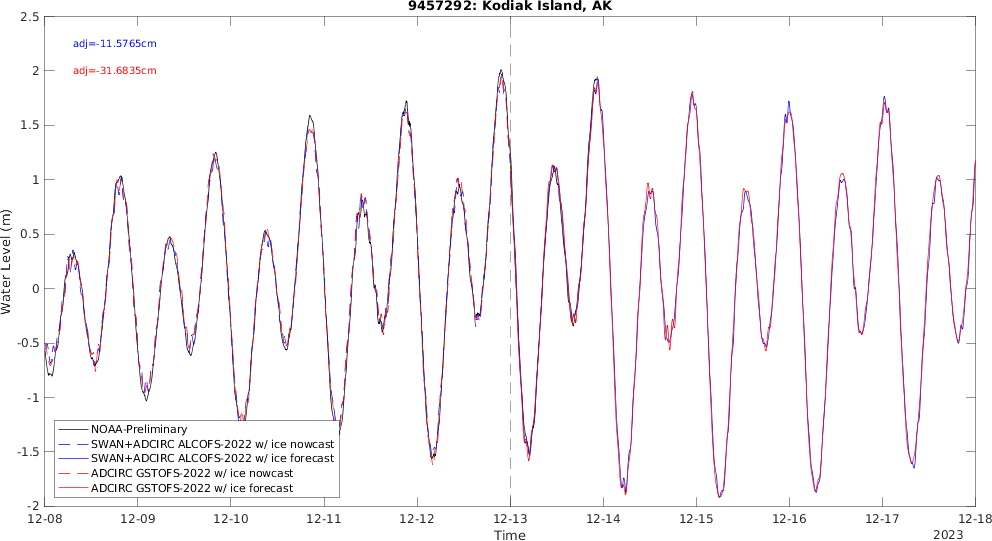 9457292: Kodiak Island, AK
adj=-11.5765cm
adj=-31.6835cm
Water Level (m)
2.5
2
1.5
1
0.5
0
-0.5
-1
-1.5
-2
NOAA-Preliminary
SWAN+ADCIRC ALCOFS-2022 w/ ice nowcast
SWAN+ADCIRC ALCOFS-2022 w/ ice forecast
ADCIRC GSTOFS-2022 w/ ice nowcast
ADCIRC GSTOFS-2022 w/ ice forecast
12-08 12-09 12-10 12-11 12-12 12-13 12-14 12-15 12-16 12-17 12-18
Time
2023